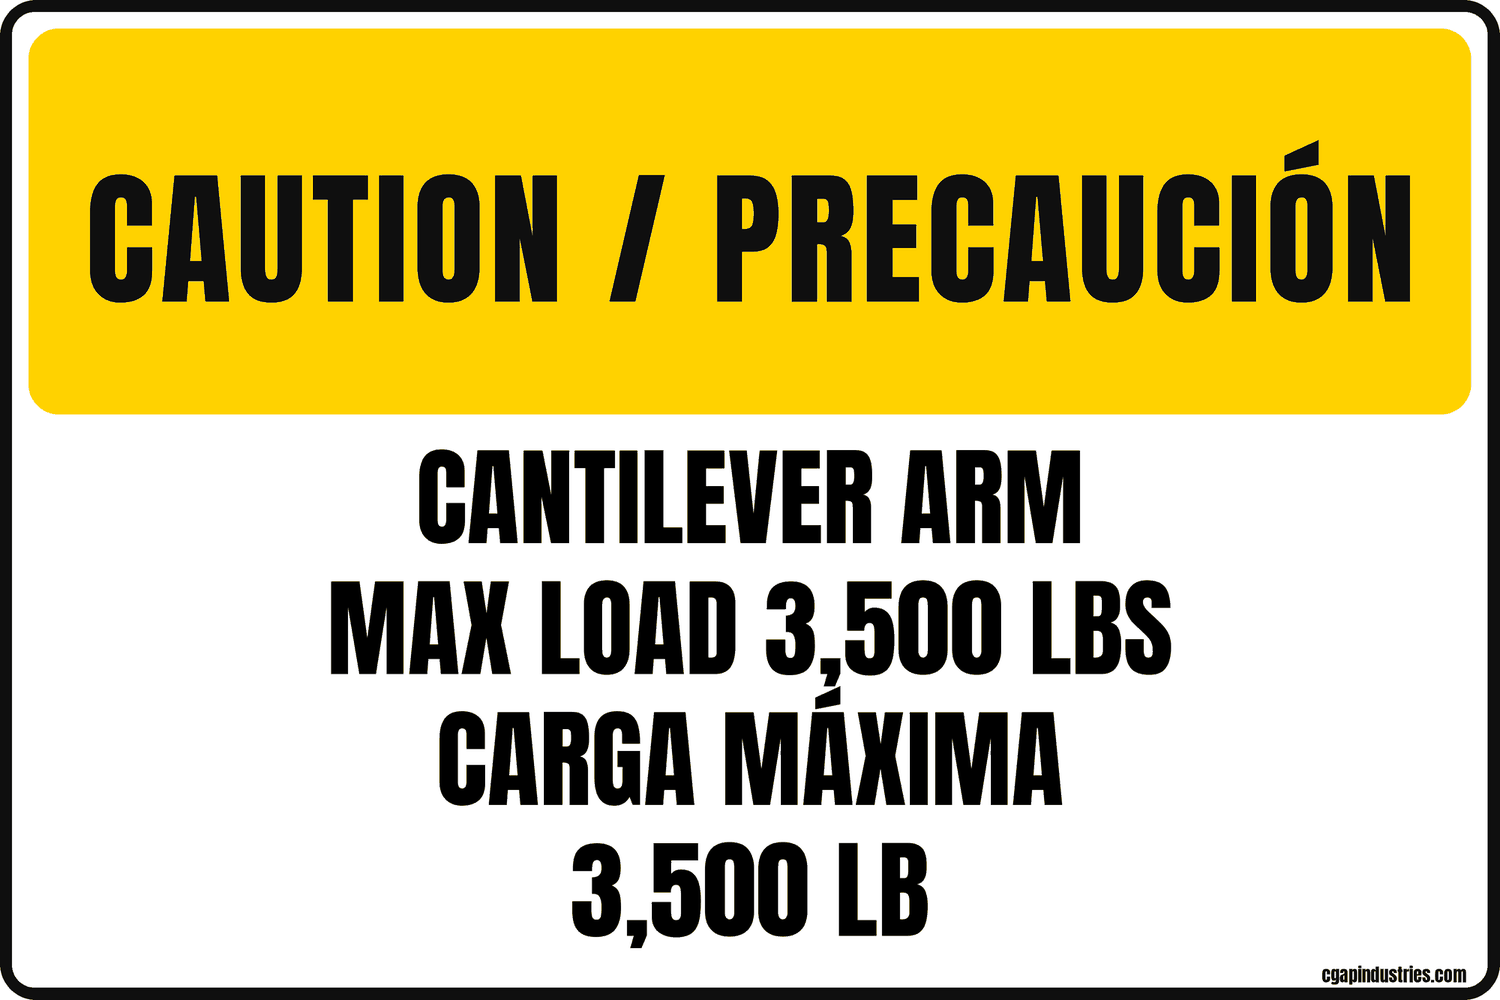 CAUTION / PRECAUCIÓN
CANTILEVER ARM
MAX LOAD 3,500 LBS
CARGA MÁXIMA
3,500 LB
cgapindustries.com